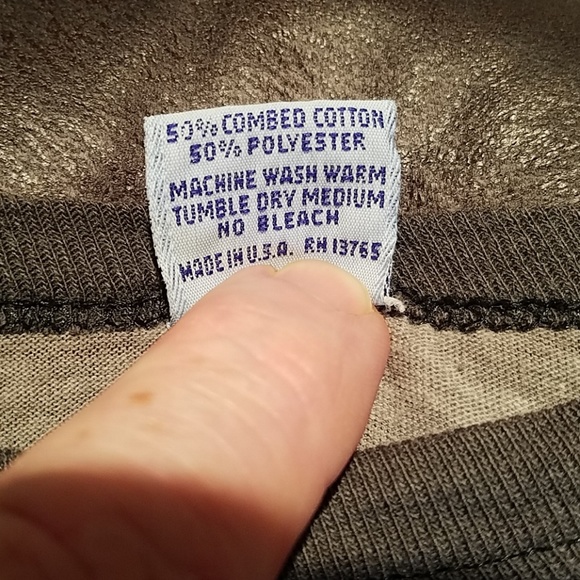 50% COMBED COTTON
50% POLYESTER
MACHINE WASH WARM
TUMBLE DRY MEDIUM
NO BLEACH
MADE IN U.S.A. RN 13765